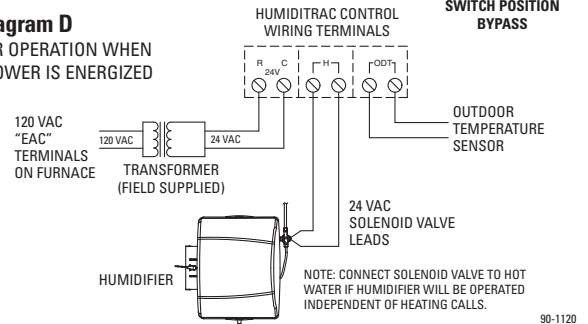 agram D
R OPERATION WHEN
OWER IS ENERGIZED
HUMIDITRAC CONTROL
WIRING TERMINALS
SWITCH POSITION
BYPASS
R C H ODT
24V
120 VAC
“EAC”
TERMINALS
ON FURNACE
120 VAC
24 VAC
TRANSFORMER
(FIELD SUPPLIED)
OUTDOOR
TEMPERATURE
SENSOR
24 VAC
SOLENOID VALVE
LEADS
HUMIDIFIER
NOTE: CONNECT SOLENOID VALVE TO HOT
WATER IF HUMIDIFIER WILL BE OPERATED
INDEPENDENT OF HEATING CALLS.
90-1120